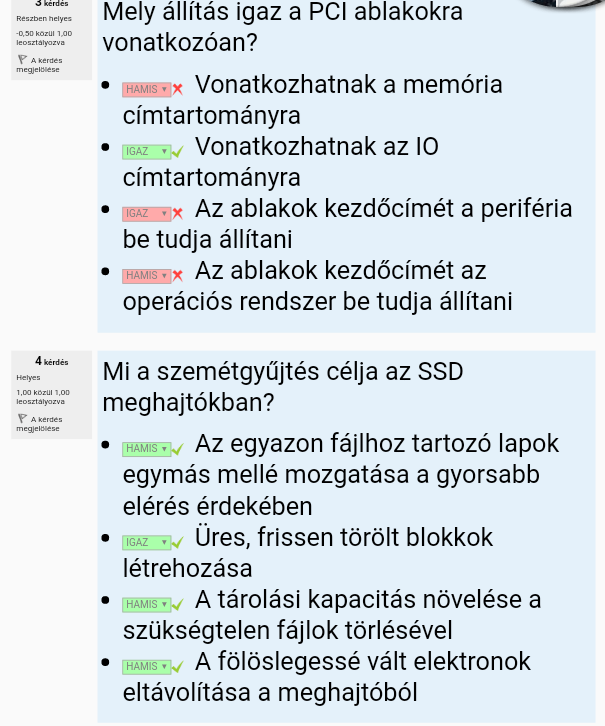 3 kérdés
Részben helyes
-0,50 közül 1,00
leosztályozva
A kérdés
megjelölése
Mely állítás igaz a PCI ablakokra
vonatkozóan?
HAMIS Vonatkozhatnak a memória
címtartományra
IGAZ Vonatkozhatnak az IO
címtartományra
IGAZ Az ablakok kezdőcímét a periféria
be tudja állítani
HAMIS Az ablakok kezdőcímét az
operációs rendszer be tudja állítani
4 kérdés
Helyes
1,00 közül 1,00
leosztályozva
A kérdés
megjelölése
Mi a szemétgyűjtés célja az SSD
meghajtókban?
HAMIS Az egyazon fájlhoz tartozó lapok
egymás mellé mozgatása a gyorsabb
elérés érdekében
IGAZ Üres, frissen törölt blokkok
létrehozása
HAMIS A tárolási kapacitás növelése a
szükségtelen fájlok törlésével
HAMIS A fölöslegessé vált elektronok
eltávolítása a meghajtóból